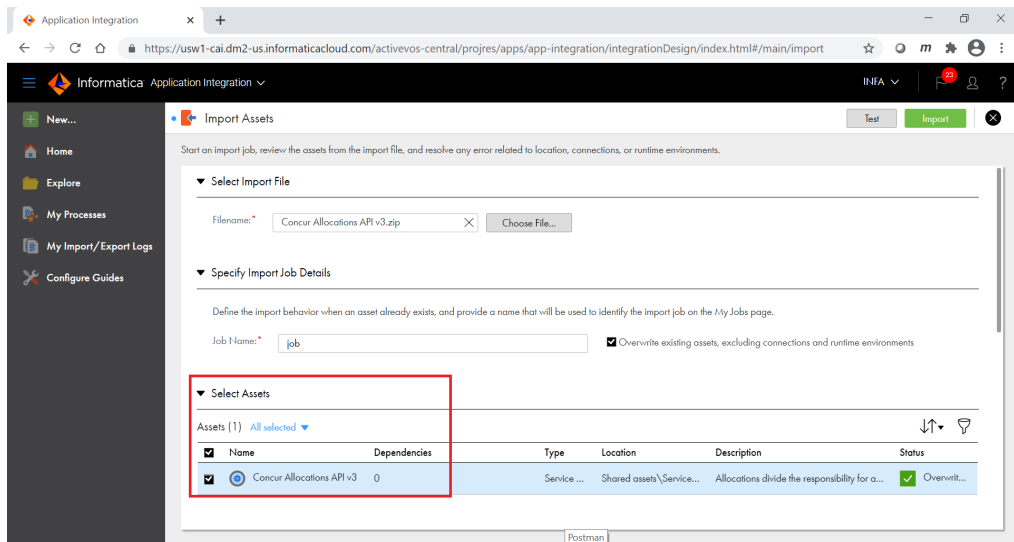 Application Integration
https://usw1-cai.dm2-us.informaticacloud.com/activevos-central/projres/apps/app-integration/integrationDesign/index.html#/main/import
m
Informatica Application Integration
INFA
23
?
New...
Home
Explore
My Processes
My Import/Export Logs
Configure Guides
Import Assets
Test
Import
Start an import job, review the assets from the import file, and resolve any error related to location, connections, or runtime environments.
Select Import File
Filename:*
Concur Allocations API v3.zip
Choose File...
Specify Import Job Details
Define the import behavior when an asset already exists, and provide a name that will be used to identify the import job on the My Jobs page.
Job Name:*
job
Overwrite existing assets, excluding connections and runtime environments
Select Assets
Assets (1) All selected
Name Dependencies Type Location Description Status
Concur Allocations API v3 0 Service ... Shared assets\Service... Allocations divide the responsibility for a... Overwrit...
Postman